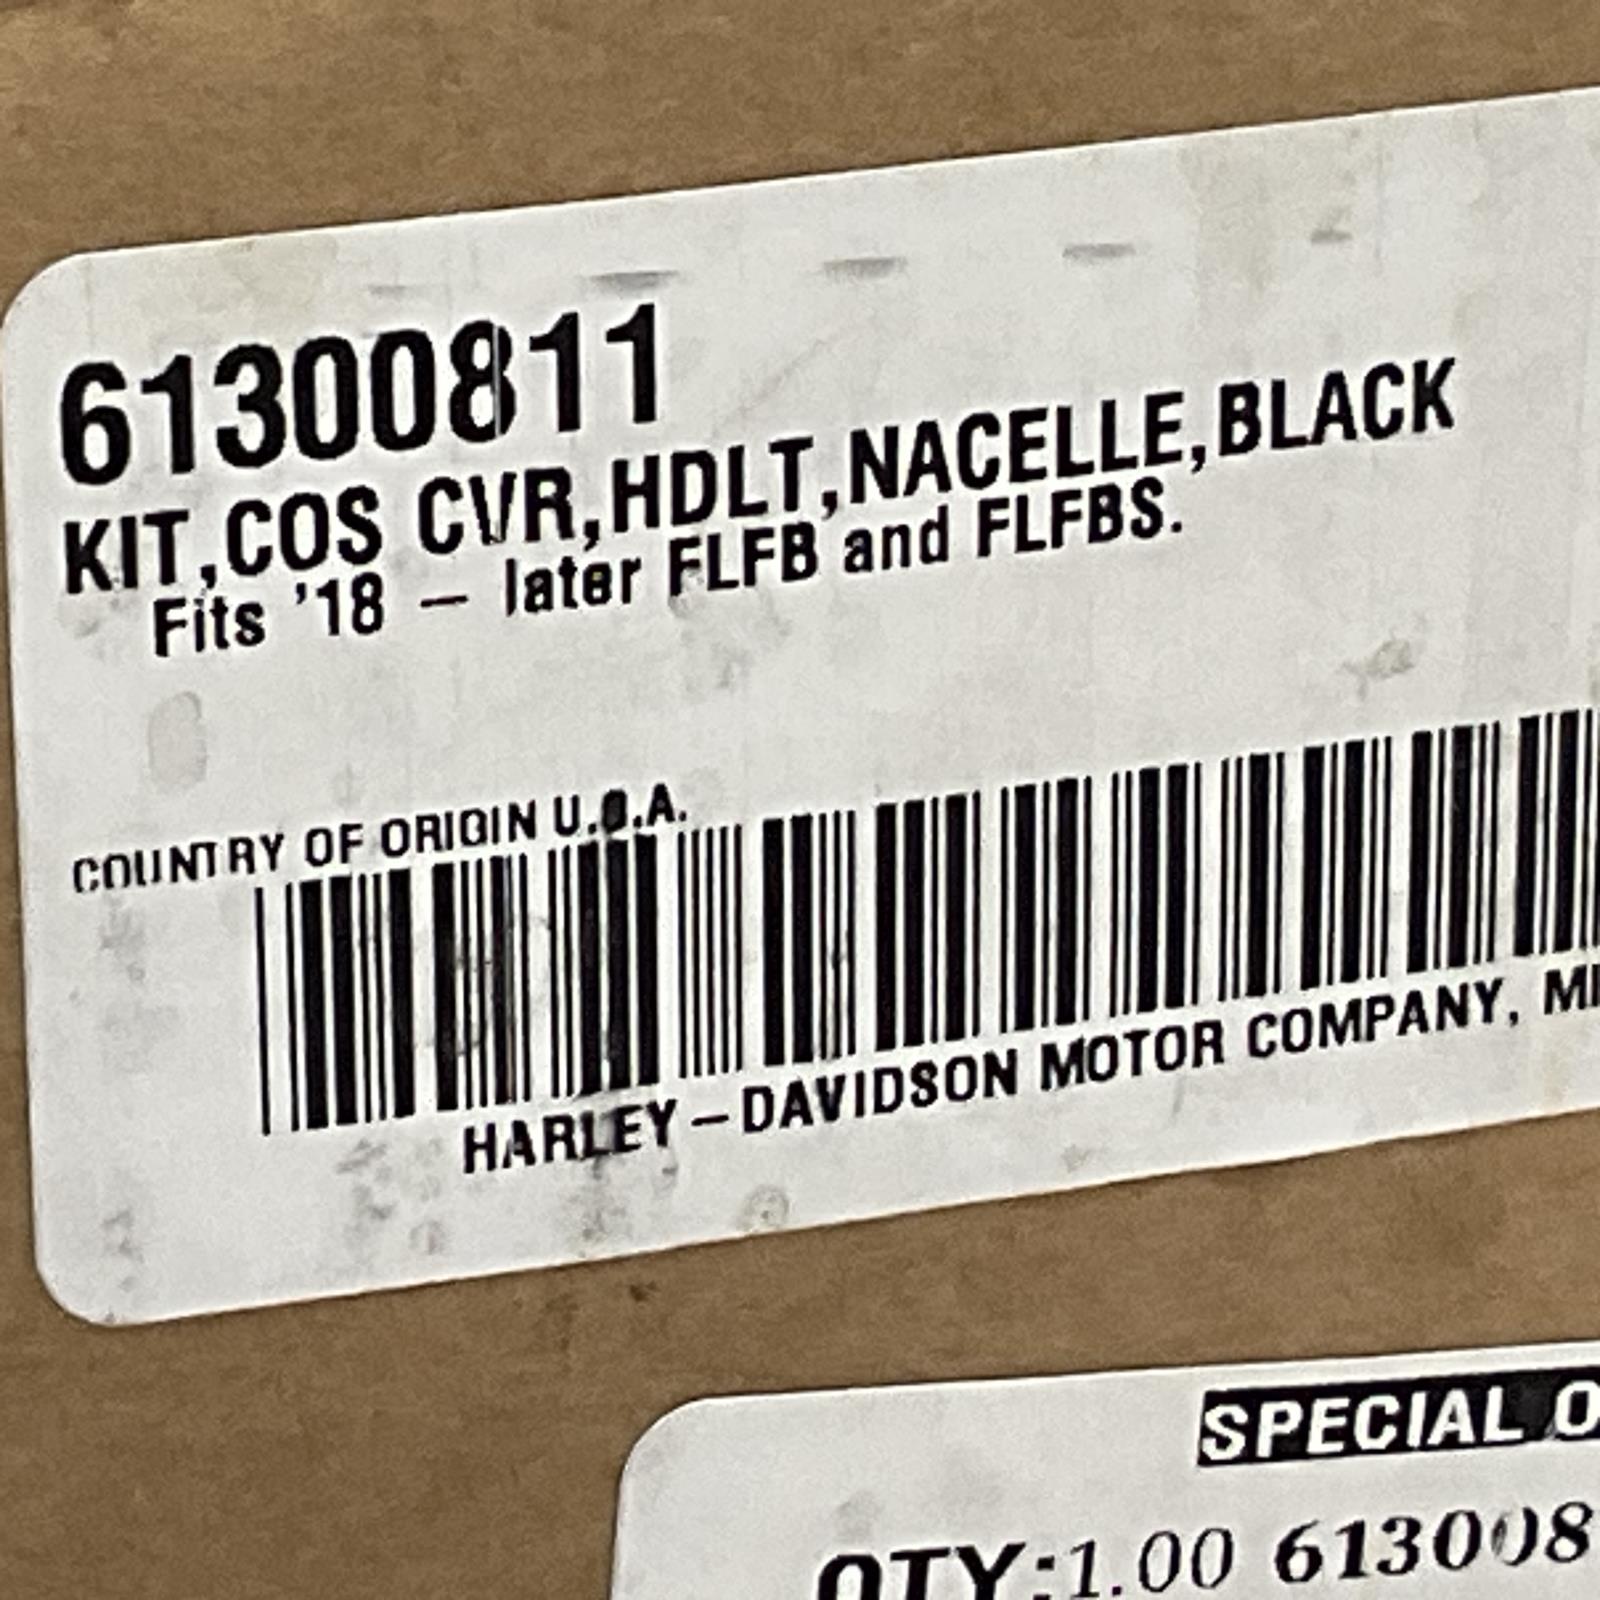 61300811
KIT,COS CVR,HDLT,NACELLE,BLACK
Fits '18 – later FLFB and FLFBS.
COUNTRY OF ORIGIN U.S.A.
HARLEY–DAVIDSON MOTOR COMPANY,
SPECIAL
QTY:1.00 613008